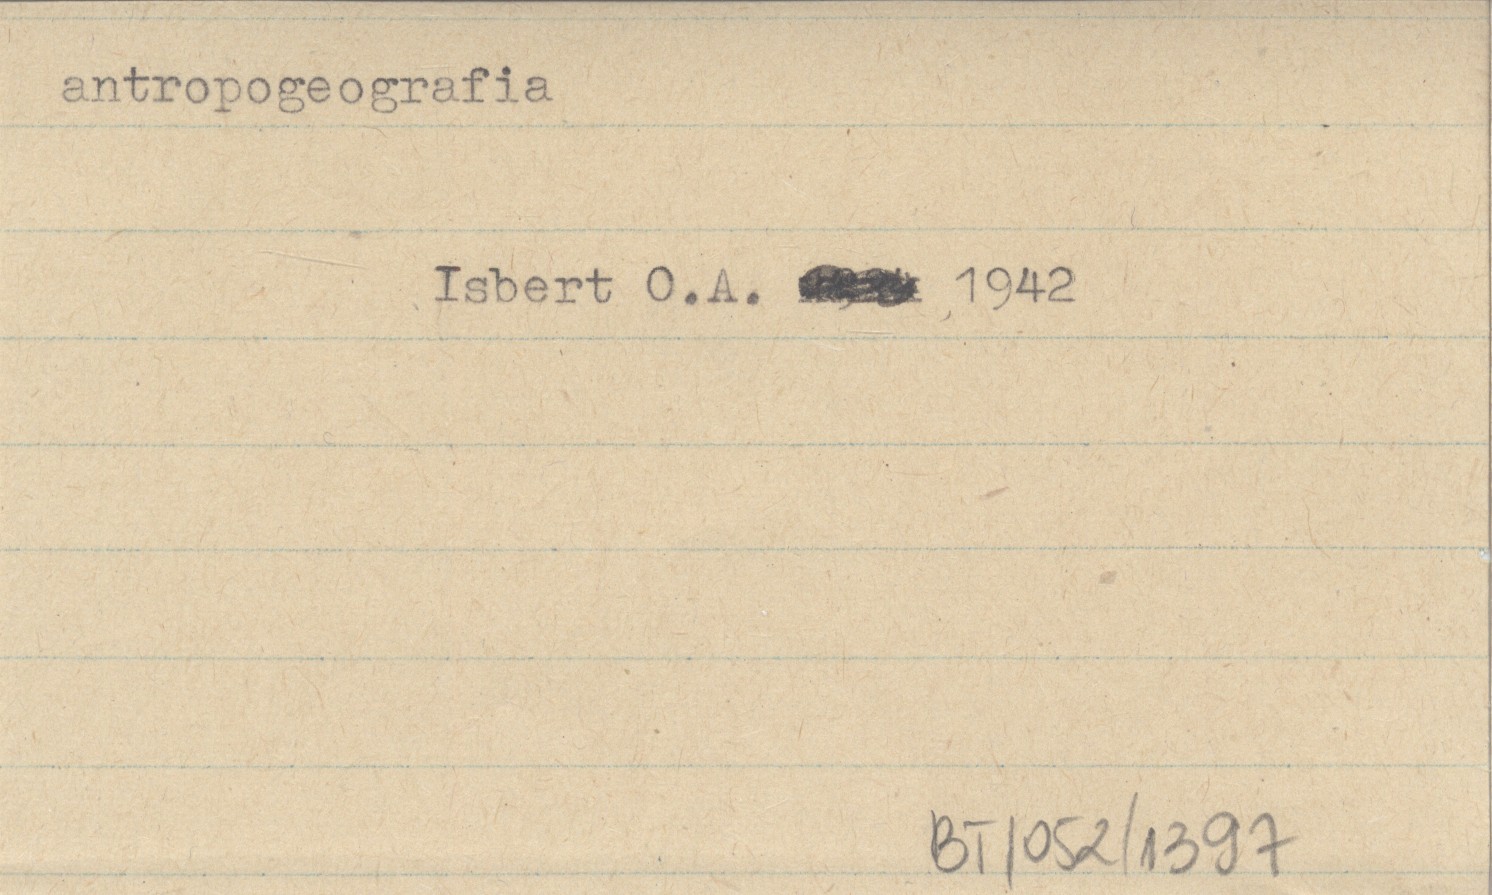 antropogeografia
Isbert O.A. 1942
BT/052/1397